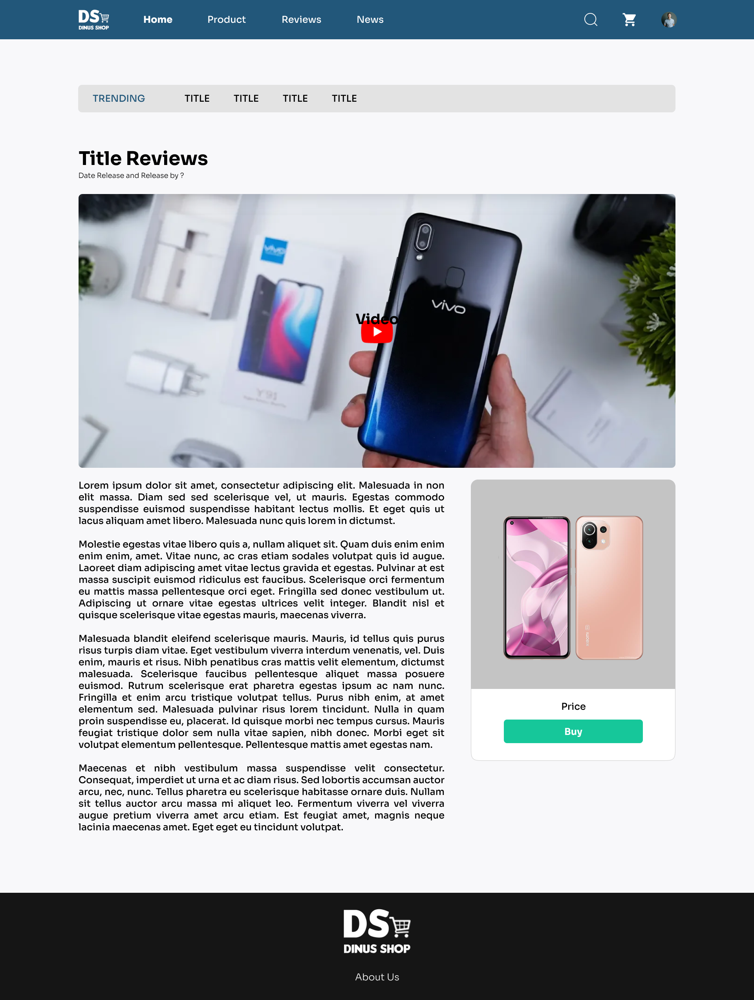 DS
DINUS SHOP
Home
Product
Reviews
News
TRENDING
TITLE
TITLE
TITLE
TITLE
Title Reviews
Date Release and Release by ?
vivo
vivo
Video
Y91
Lorem ipsum dolor sit amet, consectetur adipiscing elit. Malesuada in non
elit massa. Diam sed sed scelerisque vel, ut mauris. Egestas commodo
suspendisse euismod suspendisse habitant lectus mollis. Et eget quis ut
lacus aliquam amet libero. Malesuada nunc quis lorem in dictumst.
Molestie egestas vitae libero quis a, nullam aliquet sit. Quam duis enim enim
enim enim, amet. Vitae nunc, ac cras etiam sodales volutpat quis id augue.
Laoreet diam adipiscing amet vitae lectus gravida et egestas. Pulvinar at est
massa suscipit euismod ridiculus est faucibus. Scelerisque orci fermentum
eu mattis massa pellentesque orci eget. Fringilla sed donec vestibulum ut.
Adipiscing ut ornare vitae egestas ultrices velit integer. Blandit nisl et
quisque scelerisque vitae egestas mauris, maecenas viverra.
Malesuada blandit eleifend scelerisque mauris. Mauris, id tellus quis purus
risus turpis diam vitae. Eget vestibulum viverra interdum venenatis, vel. Duis
enim, mauris et risus. Nibh penatibus cras mattis velit elementum, dictumst
malesuada. Scelerisque faucibus pellentesque aliquet massa posuere
euismod. Rutrum scelerisque erat pharetra egestas ipsum ac nam nunc.
Fringilla et enim arcu tristique volutpat tellus. Purus nibh enim, at amet
elementum sed. Malesuada pulvinar risus lorem tincidunt. Nulla in quam
proin suspendisse eu, placerat. Id quisque morbi nec tempus cursus. Mauris
feugiat tristique dolor sem nulla vitae sapien, nibh donec. Morbi eget sit
volutpat elementum pellentesque. Pellentesque mattis amet egestas nam.
Maecenas et nibh vestibulum massa suspendisse velit consectetur.
Consequat, imperdiet ut urna et ac diam risus. Sed lobortis accumsan auctor
arcu, nec, nunc. Tellus pharetra eu scelerisque habitasse ornare duis. Nullam
sit tellus auctor arcu massa mi aliquet leo. Fermentum viverra vel viverra
augue pretium viverra amet arcu etiam. Est feugiat amet, magnis neque
lacinia maecenas amet. Eget eget eu tincidunt volutpat.
xiaomi
Price
Buy
DS
DINUS SHOP
About Us